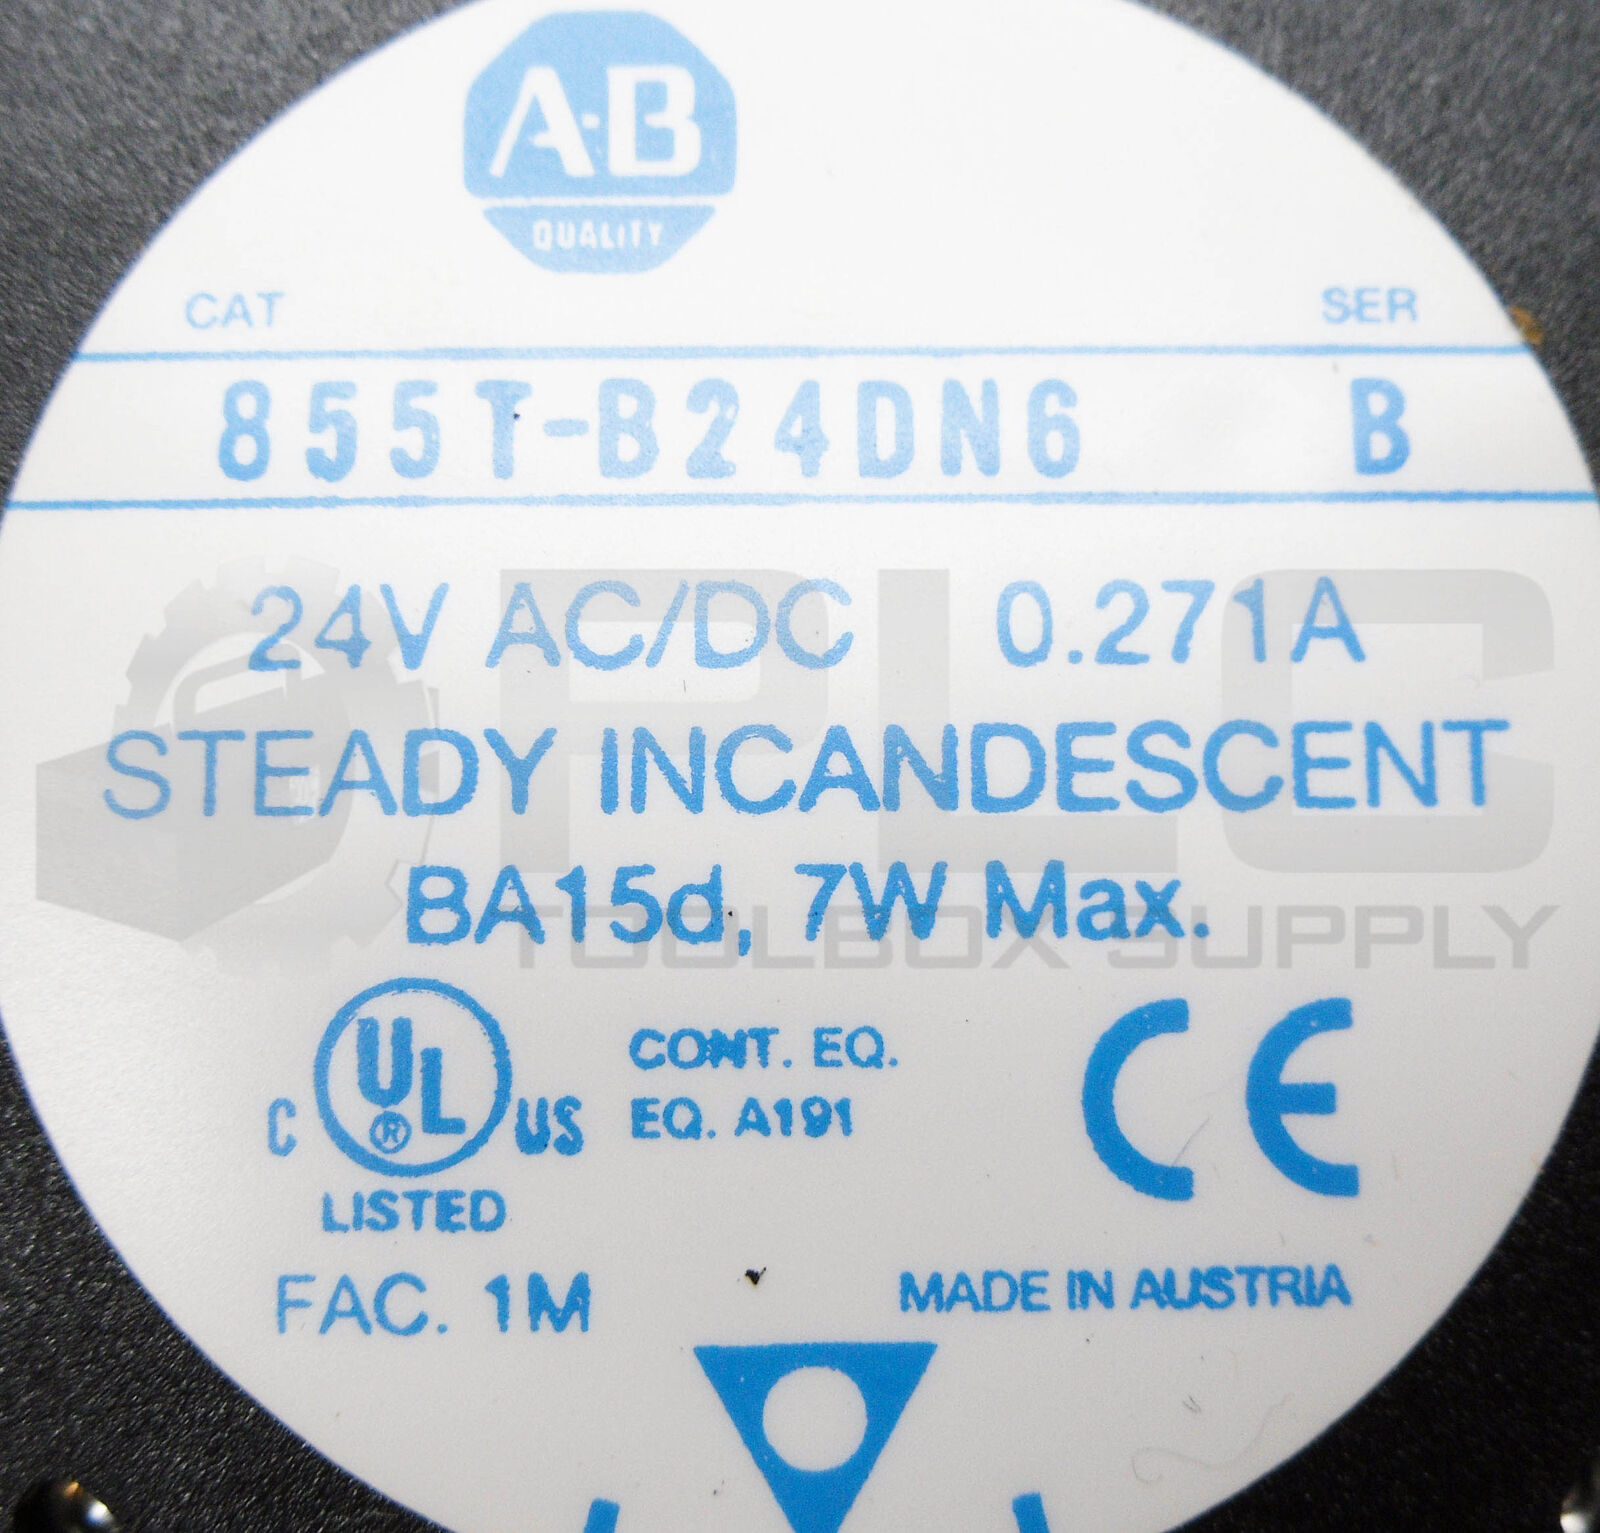 A-B
QUALITY
CAT SER
855T-B24DN6 B
24V AC/DC 0.271A
STEADY INCANDESCENT
BA15d, 7W Max.
PLC
TOOLBOX SUPPLY
C UL® US
LISTED
CONT. EQ.
EQ. A191
CE
FAC. 1M
MADE IN AUSTRIA